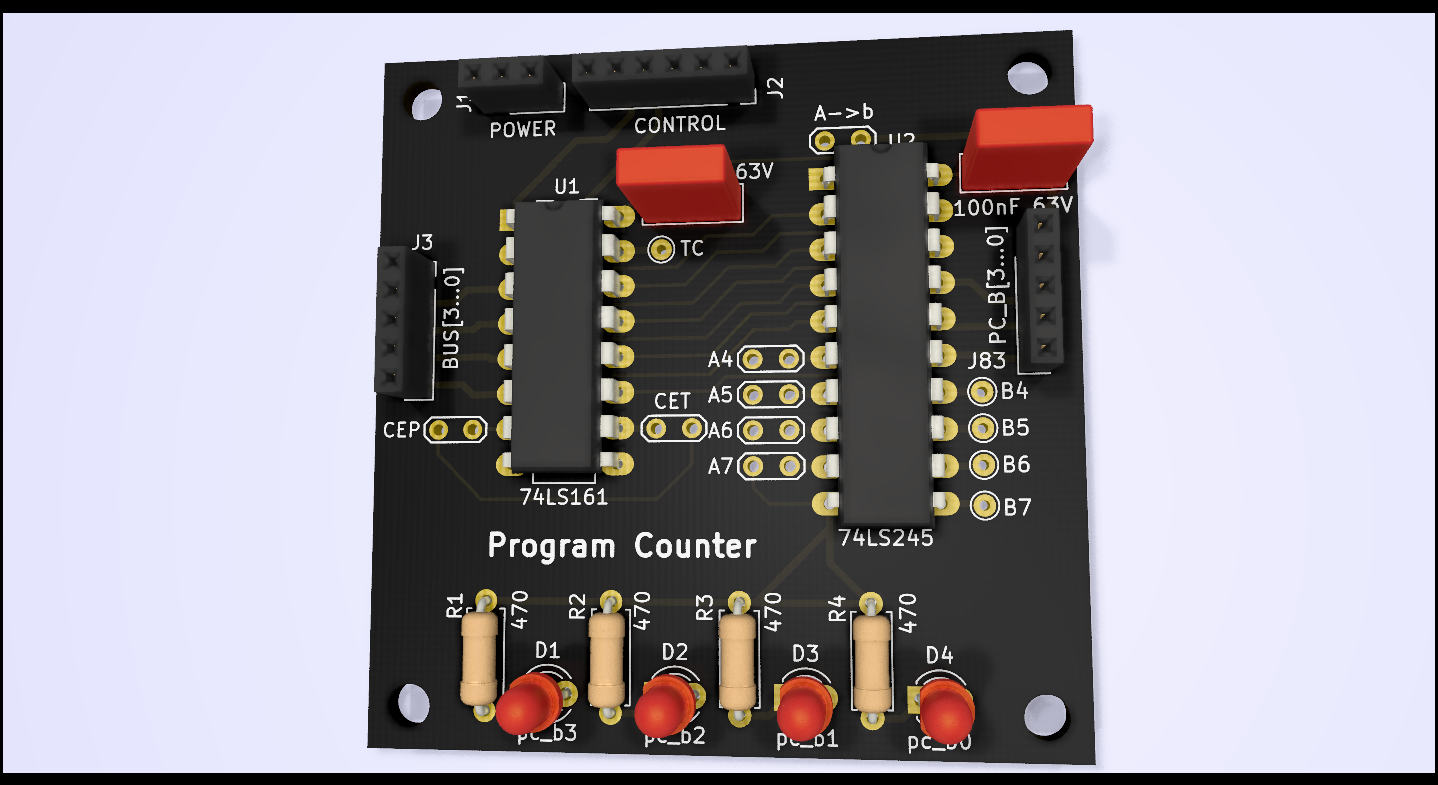 J1
J2
POWER
CONTROL
A->b
U2
U1
63V
100nF 63V
J3
TC
BUS[3...0]
PC_B[3...0]
A4
J83
A5
B4
CET
CEP
A6
B5
A7
B6
B7
74LS161
74LS245
Program Counter
R1
470
R2
470
R3
470
R4
470
D1
D2
D3
D4
pc_b3
pc_b2
pc_b1
pc_b0